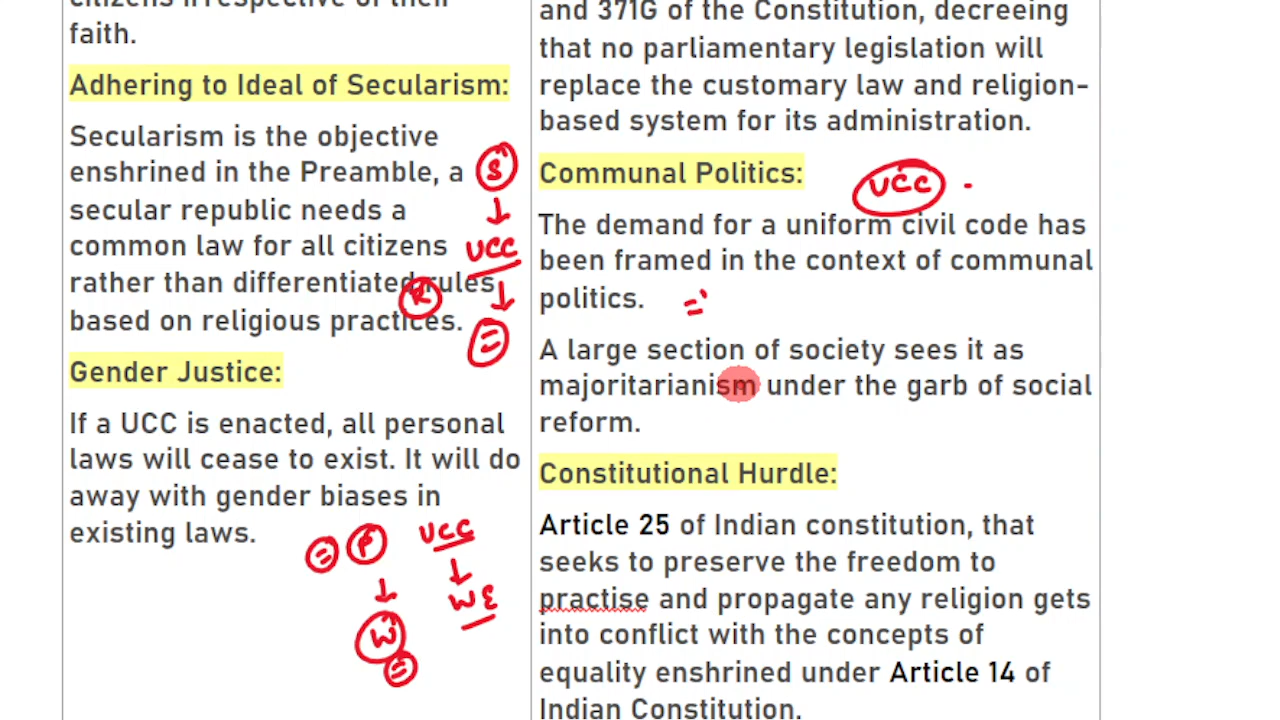 citizens irrespective of their
faith.
Adhering to Ideal of Secularism:
Secularism is the objective
enshrined in the Preamble, a
secular republic needs a
common law for all citizens
rather than differentiated rules
based on religious practices.
Gender Justice:
If a UCC is enacted, all personal
laws will cease to exist. It will do
away with gender biases in
existing laws.
S
UCC
R
=
= P
UCC
W
W E
=
and 371G of the Constitution, decreeing
that no parliamentary legislation will
replace the customary law and religion-
based system for its administration.
Communal Politics:
UCC -
The demand for a uniform civil code has
been framed in the context of communal
politics.
=
A large section of society sees it as
majoritarianism under the garb of social
reform.
Constitutional Hurdle:
Article 25 of Indian constitution, that
seeks to preserve the freedom to
practise and propagate any religion gets
into conflict with the concepts of
equality enshrined under Article 14 of
Indian Constitution.